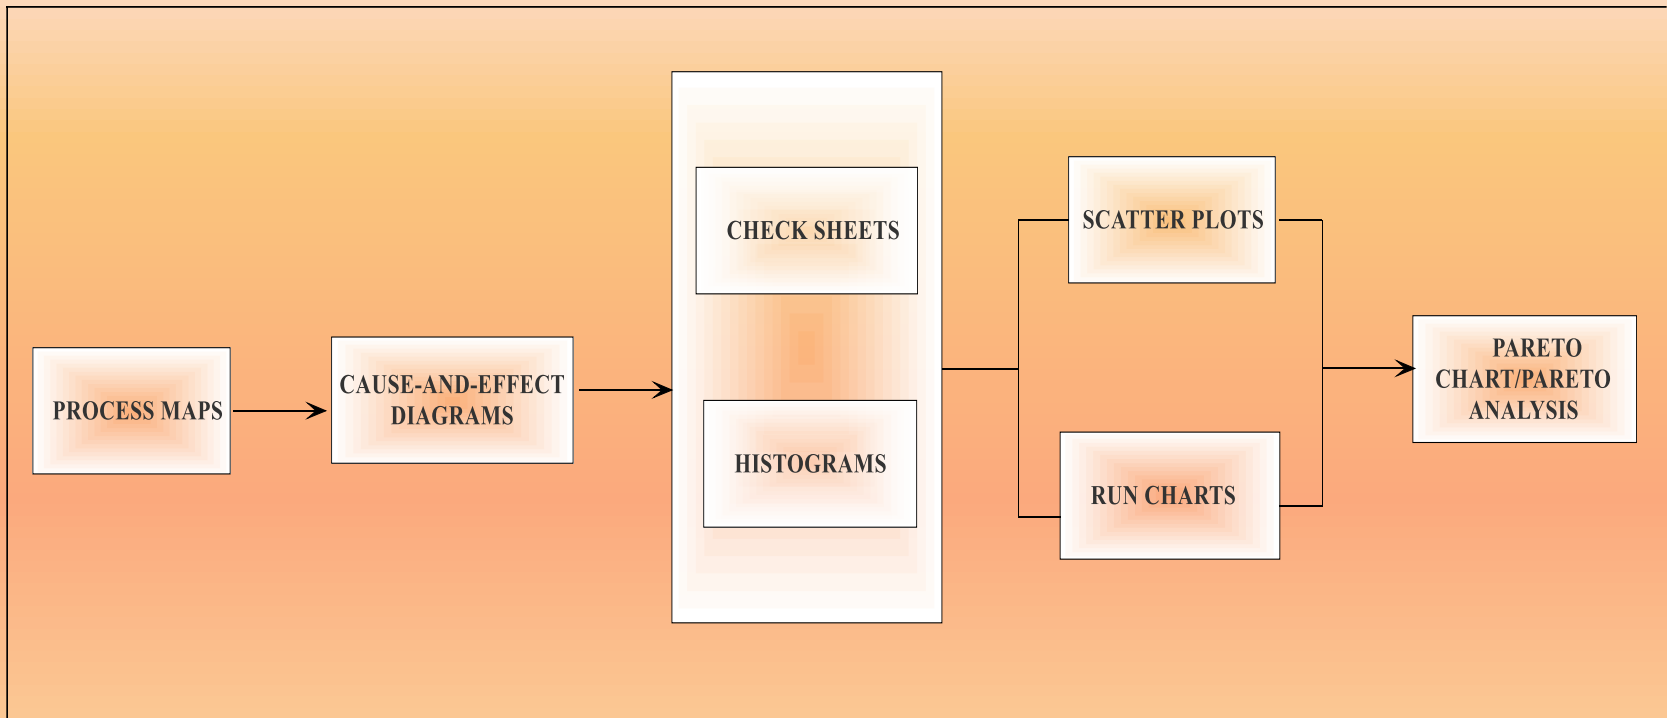 PROCESS MAPS
CAUSE-AND-EFFECT
DIAGRAMS
CHECK SHEETS
HISTOGRAMS
SCATTER PLOTS
RUN CHARTS
PARETO
CHART/PARETO
ANALYSIS